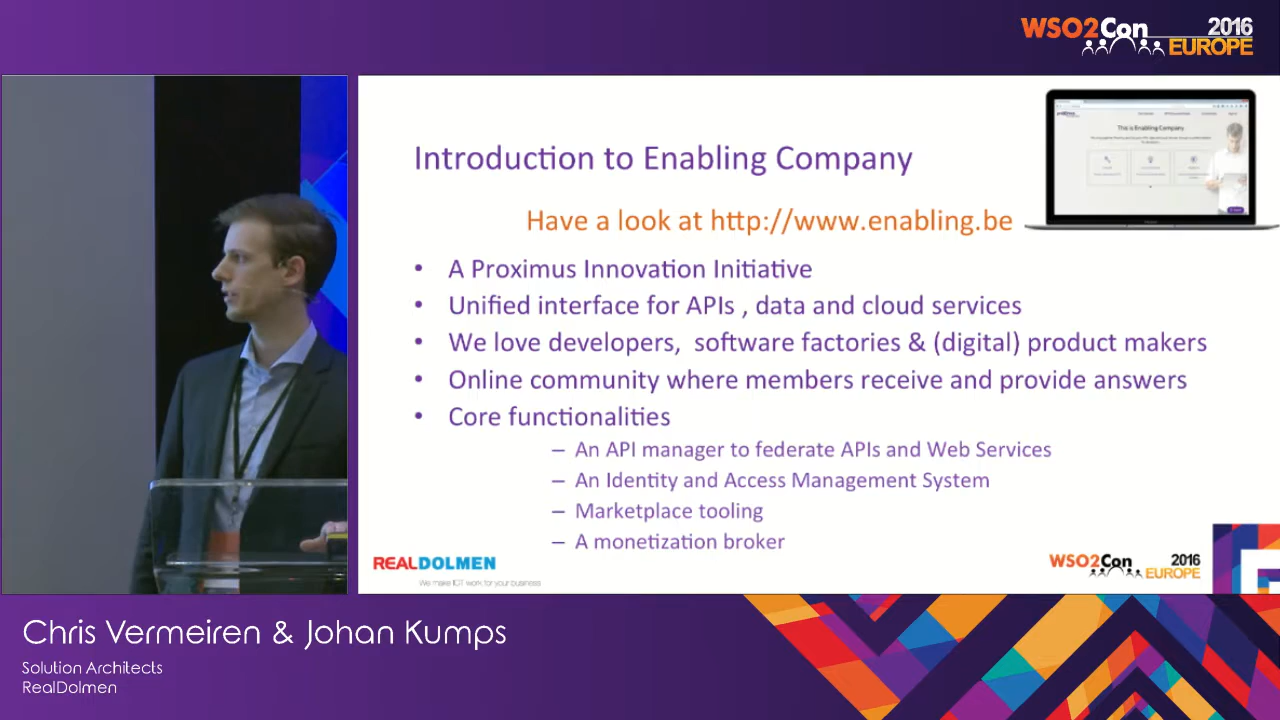 WSO2Con 2016
EUROPE
Introduction to Enabling Company
This is Enabling Company
Have a look at http://www.enabling.be
• A Proximus Innovation Initiative
• Unified interface for APIs , data and cloud services
• We love developers, software factories & (digital) product makers
• Online community where members receive and provide answers
• Core functionalities
– An API manager to federate APIs and Web Services
– An Identity and Access Management System
– Marketplace tooling
– A monetization broker
REALDOLMEN
We make ICT work for your business
WSO2Con 2016
EUROPE
Chris Vermeiren & Johan Kumps
Solution Architects
RealDolmen